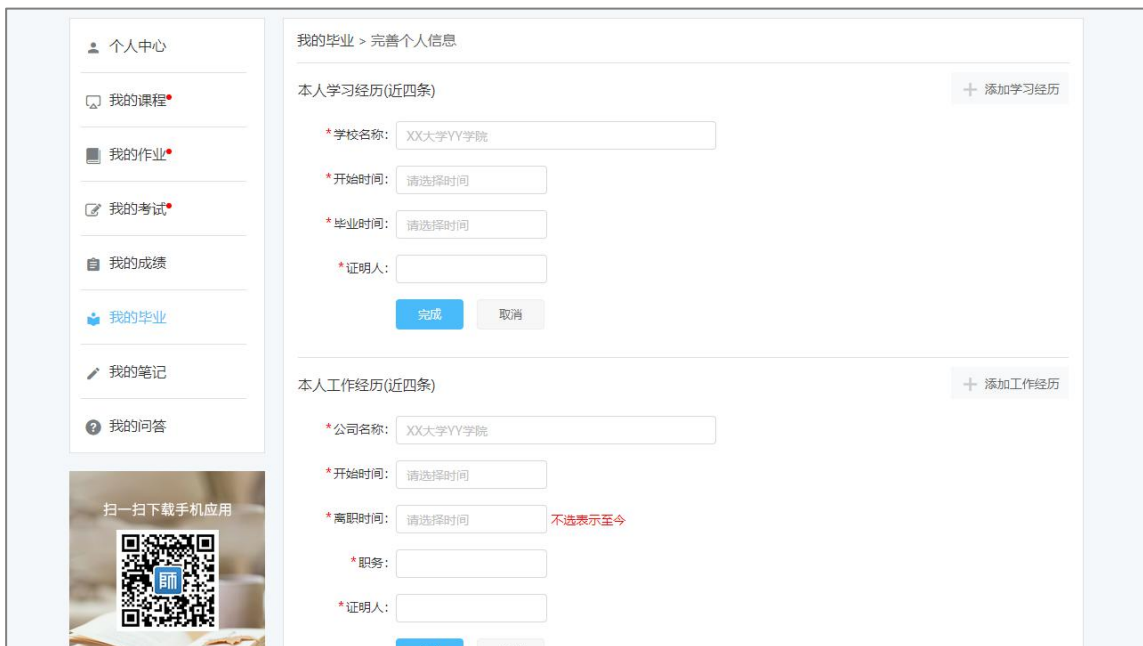 个人中心
我的课程
我的作业
我的考试
我的成绩
我的毕业
我的笔记
我的问答
扫一扫下载手机应用
師
我的毕业 > 完善个人信息
本人学习经历(近四条)
添加学习经历
*学校名称: XX大学YY学院
*开始时间: 请选择时间
*毕业时间: 请选择时间
*证明人:
完成 取消
本人工作经历(近四条)
添加工作经历
*公司名称: XX大学YY学院
*开始时间: 请选择时间
*离职时间: 请选择时间 不选表示至今
*职务:
*证明人: